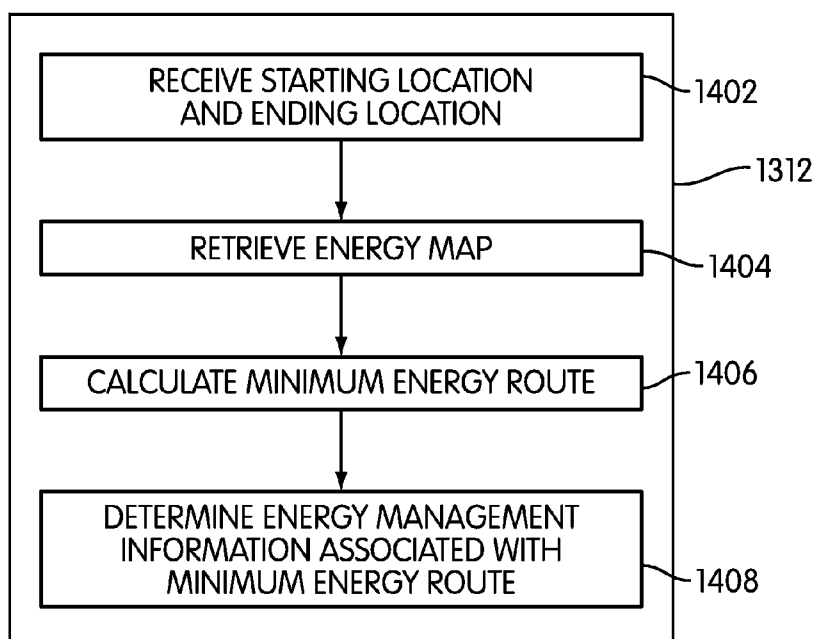 RECEIVE STARTING LOCATION
AND ENDING LOCATION
1402
1312
RETRIEVE ENERGY MAP
1404
CALCULATE MINIMUM ENERGY ROUTE
1406
DETERMINE ENERGY MANAGEMENT
INFORMATION ASSOCIATED WITH
MINIMUM ENERGY ROUTE
1408